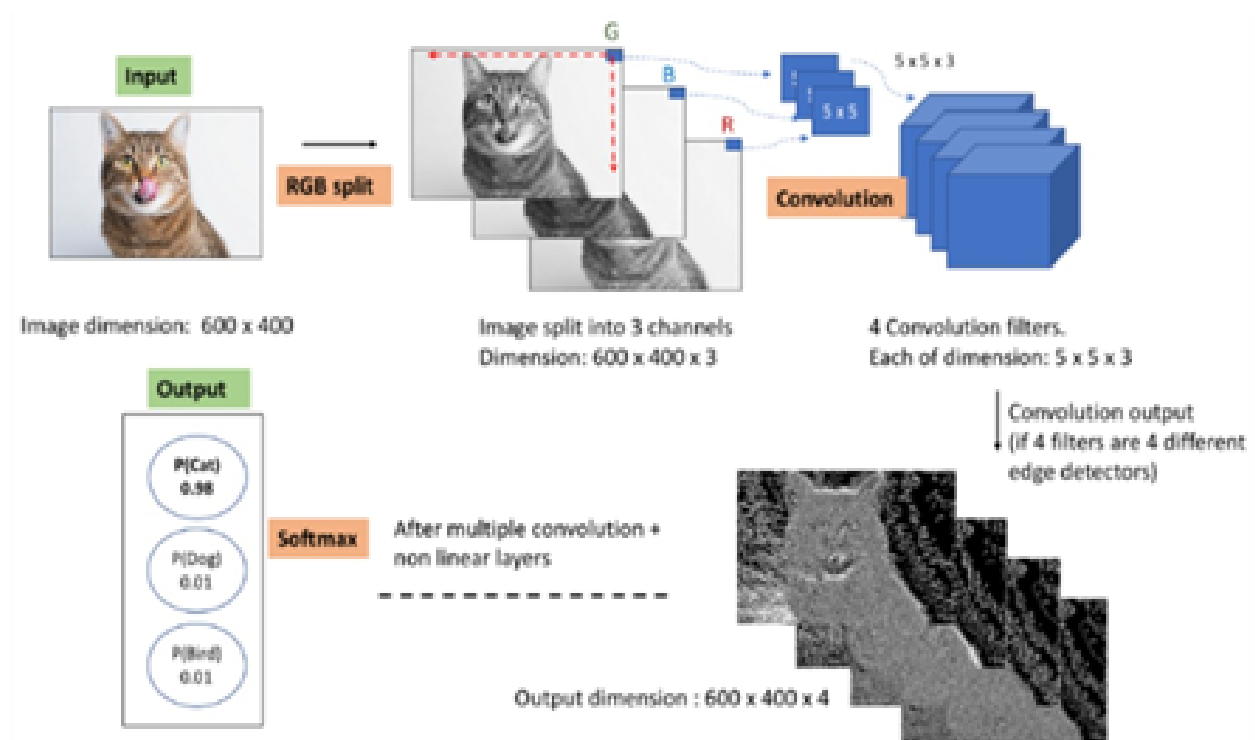 Input
RGB split
G
B
R
5 x 5
5 x 5 x 3
Convolution
Image dimension: 600 x 400
Image split into 3 channels
Dimension: 600 x 400 x 3
4 Convolution filters.
Each of dimension: 5 x 5 x 3
Convolution output
(if 4 filters are 4 different
edge detectors)
Output
P(Cat)
0.98
P(Dog)
0.01
P(Bird)
0.01
Softmax
After multiple convolution +
non linear layers
Output dimension : 600 x 400 x 4